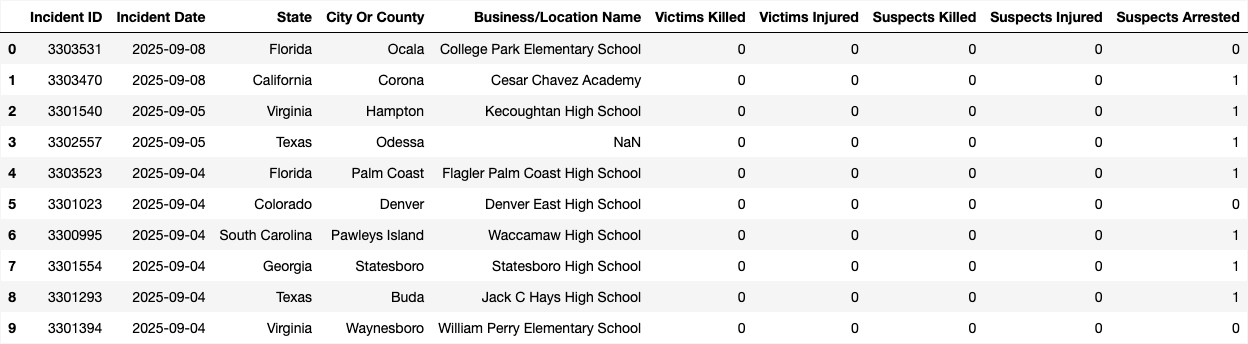 Incident ID Incident Date State City Or County Business/Location Name Victims Killed Victims Injured Suspects Killed Suspects Injured Suspects Arrested
0 3303531 2025-09-08 Florida Ocala College Park Elementary School 0 0 0 0 0
1 3303470 2025-09-08 California Corona Cesar Chavez Academy 0 0 0 0 1
2 3301540 2025-09-05 Virginia Hampton Kecoughtan High School 0 0 0 0 1
3 3302557 2025-09-05 Texas Odessa NaN 0 0 0 0 1
4 3303523 2025-09-04 Florida Palm Coast Flagler Palm Coast High School 0 0 0 0 1
5 3301023 2025-09-04 Colorado Denver Denver East High School 0 0 0 0 0
6 3300995 2025-09-04 South Carolina Pawleys Island Waccamaw High School 0 0 0 0 1
7 3301554 2025-09-04 Georgia Statesboro Statesboro High School 0 0 0 0 1
8 3301293 2025-09-04 Texas Buda Jack C Hays High School 0 0 0 0 1
9 3301394 2025-09-04 Virginia Waynesboro William Perry Elementary School 0 0 0 0 0